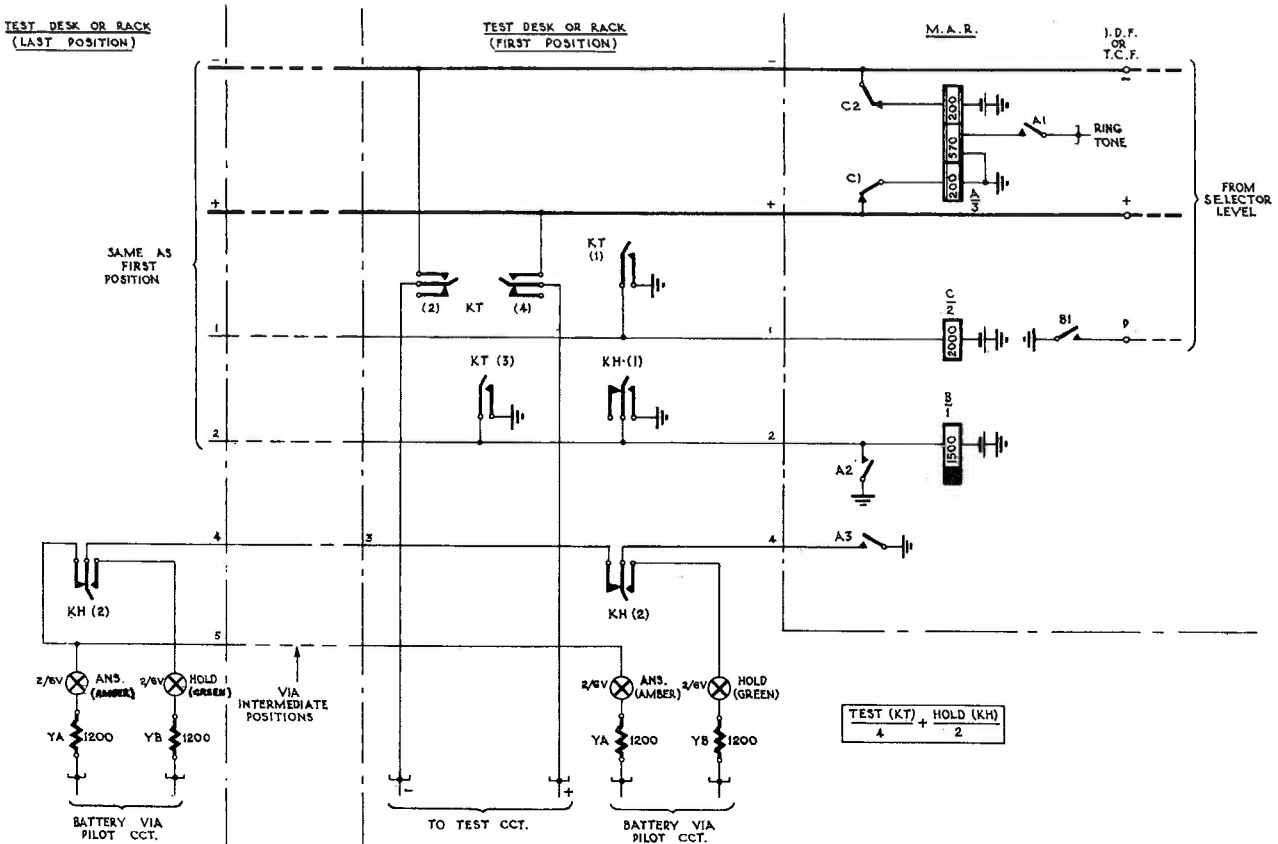 TEST DESK OR RACK
(LAST POSITION)
TEST DESK OR RACK
(FIRST POSITION)
M.A.R.
I.D.F.
OR
T.C.F.
-
-
-
C2
200
570
200
A
3
A1
RING
TONE
C1
+
+
+
FROM
SELECTOR
LEVEL
SAME AS
FIRST
POSITION
KT
(1)
(2)
KT
(4)
1
1
C
2
2000
B1
P
KT (3)
KH (1)
2
2
B
1
1500
A2
4
3
4
A3
KH (2)
KH (2)
5
2/6V
ANS.
(AMBER)
2/6V
HOLD
(GREEN)
VIA
INTERMEDIATE
POSITIONS
2/6V
ANS.
(AMBER)
2/6V
HOLD
(GREEN)
YA
1200
YB
1200
YA
1200
YB
1200
TEST (KT)
4
+
HOLD (KH)
2
-
+
BATTERY VIA
PILOT CCT.
TO TEST CCT.
BATTERY VIA
PILOT CCT.